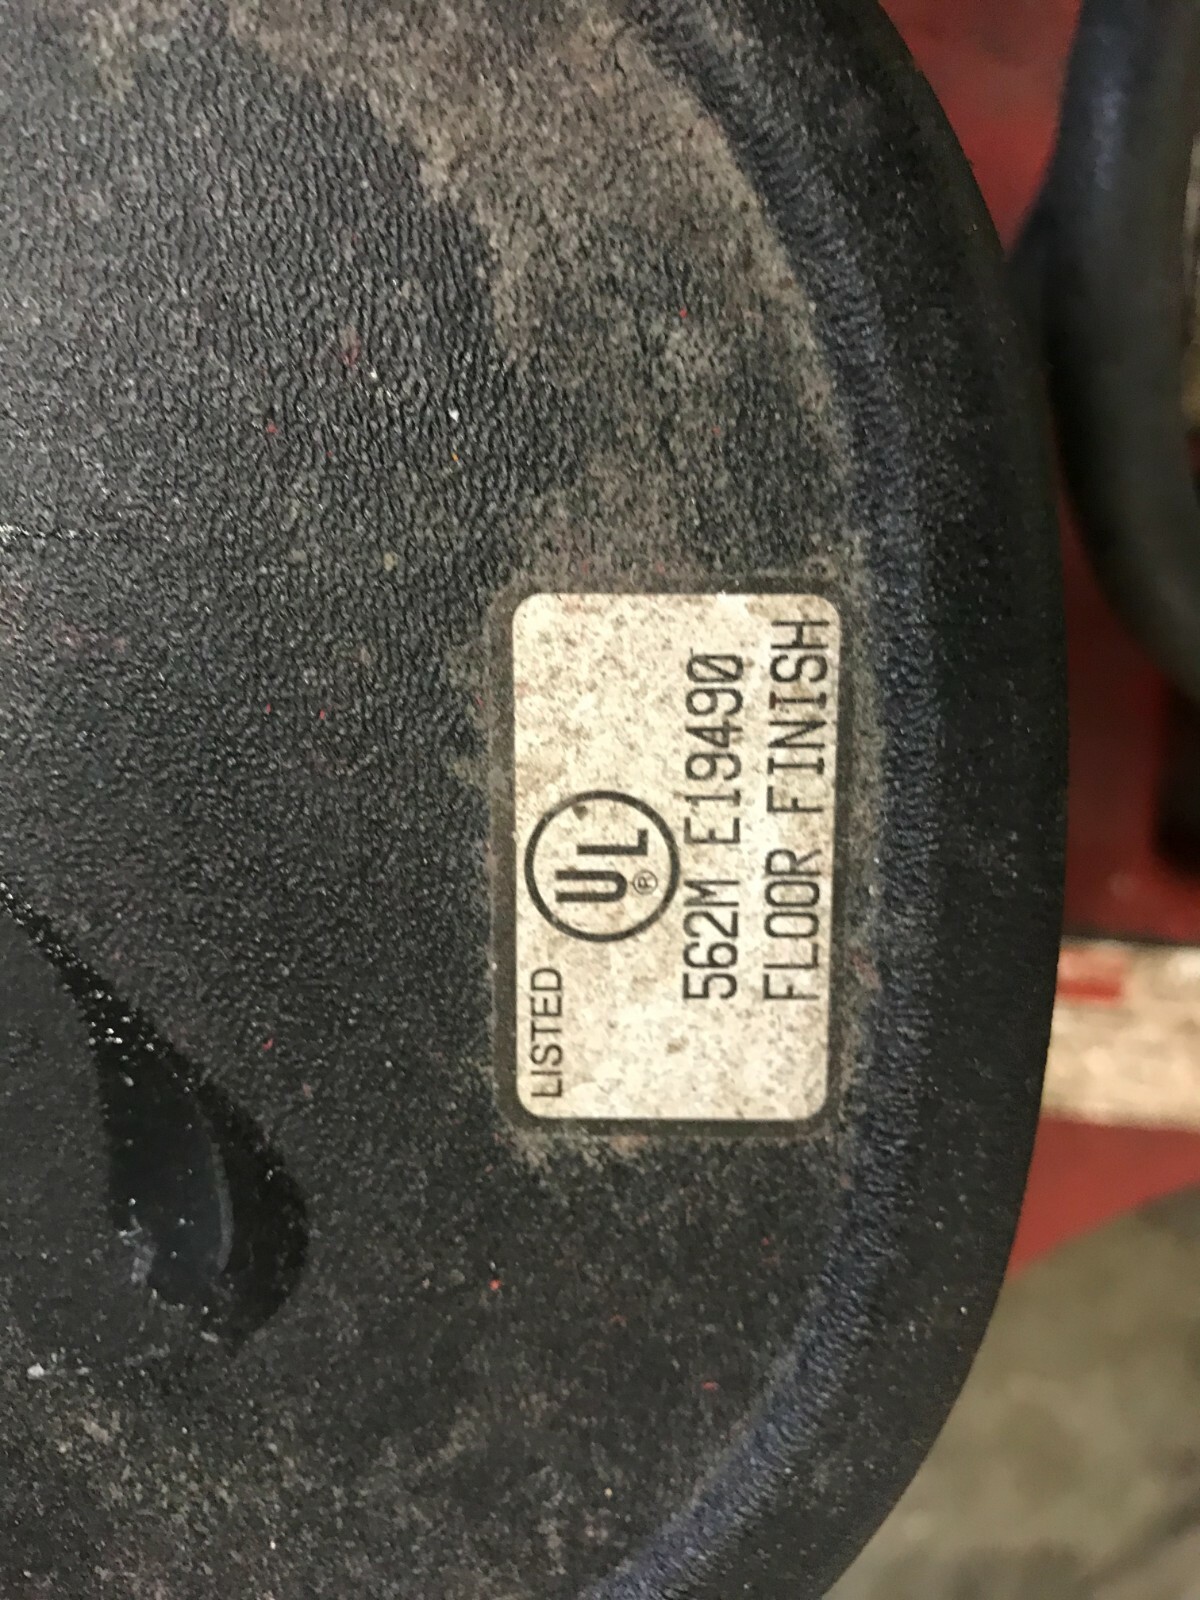 LISTED
UL®
562M E19490
FLOOR FINISH